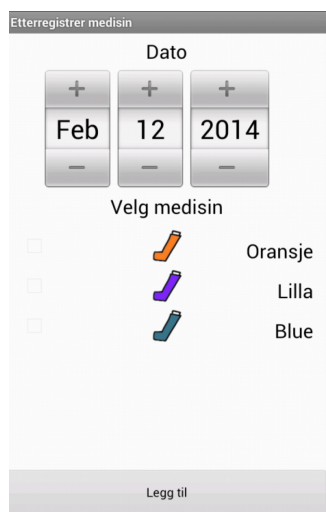 Etterregistrer medisin
Dato
+ + +
Feb 12 2014
− − −
Velg medisin
Oransje
Lilla
Blue
Legg til